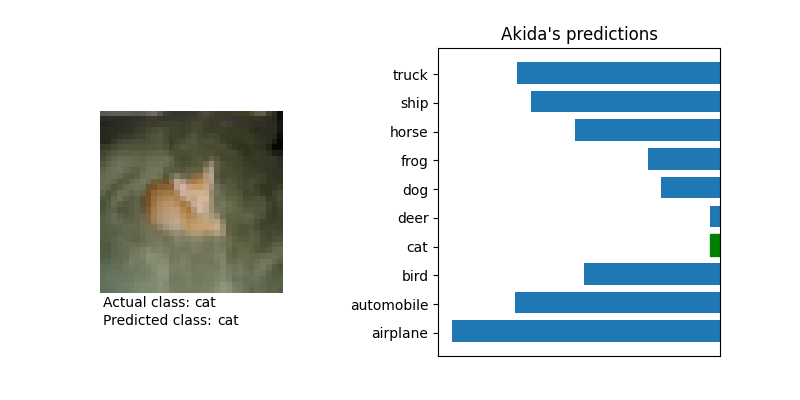 Akida's predictions
truck
ship
horse
frog
dog
deer
cat
bird
automobile
airplane
Actual class: cat
Predicted class: cat